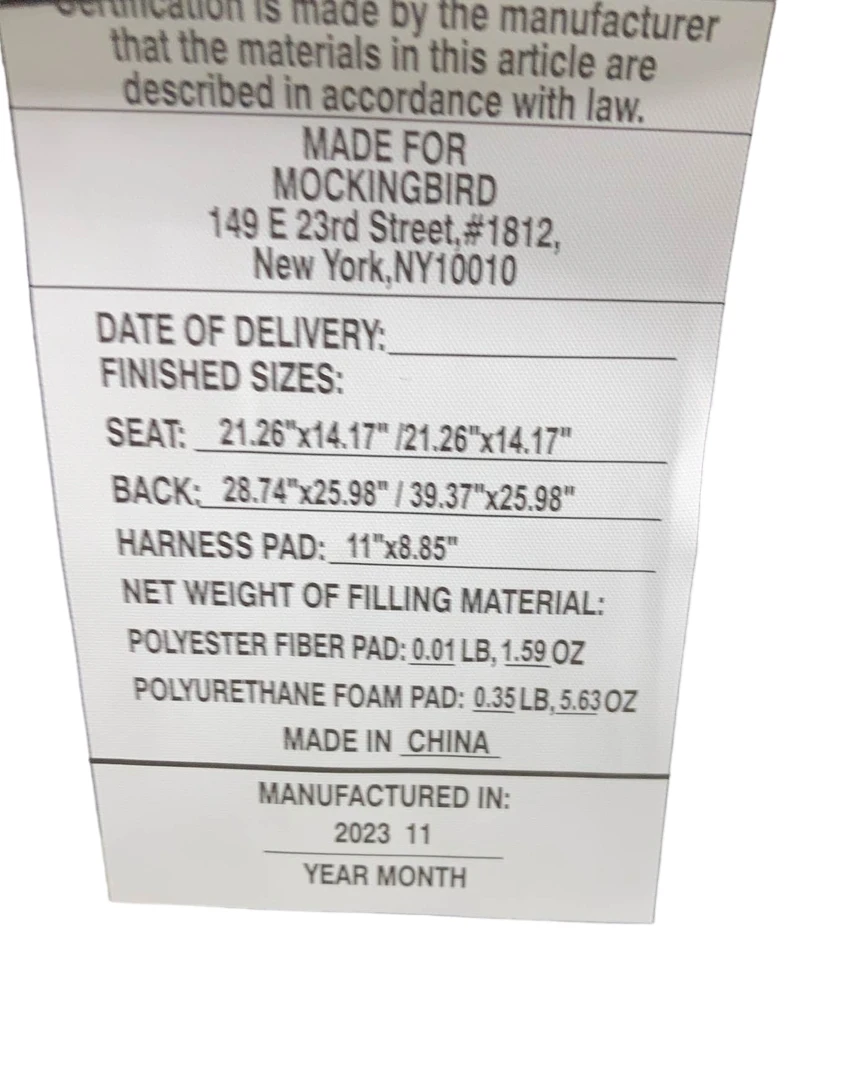 Certification is made by the manufacturer
that the materials in this article are
described in accordance with law.
MADE FOR
MOCKINGBIRD
149 E 23rd Street,#1812,
New York,NY10010
DATE OF DELIVERY:
FINISHED SIZES:
SEAT: 21.26"x14.17" /21.26"x14.17"
BACK: 28.74"x25.98" / 39.37"x25.98"
HARNESS PAD: 11"x8.85"
NET WEIGHT OF FILLING MATERIAL:
POLYESTER FIBER PAD: 0.01 LB, 1.59 OZ
POLYURETHANE FOAM PAD: 0.35 LB, 5.63 OZ
MADE IN CHINA
MANUFACTURED IN:
2023 11
YEAR MONTH